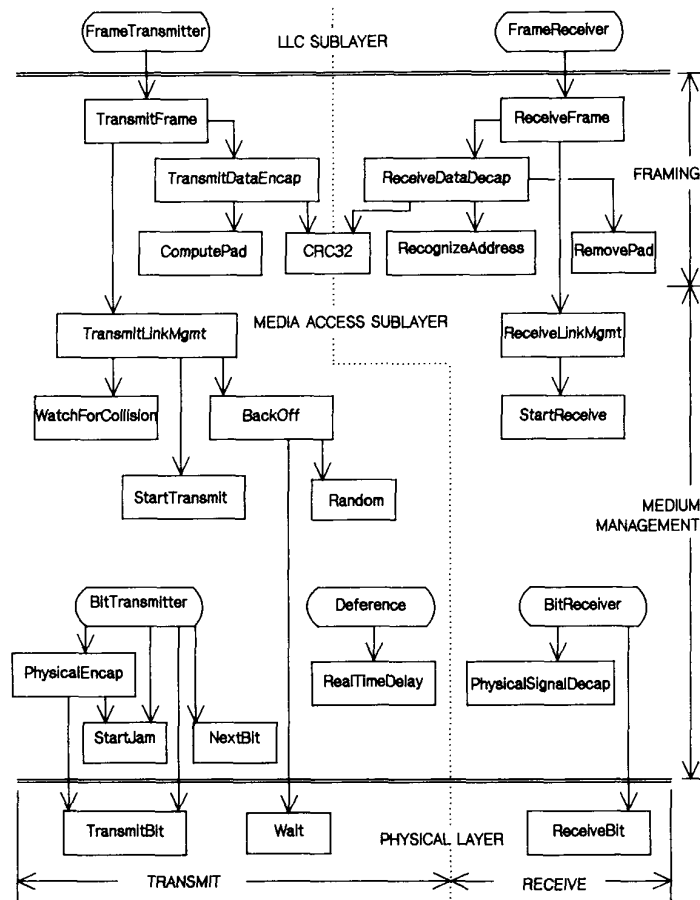 FrameTransmitter
LLC SUBLAYER
FrameReceiver
TransmitFrame
ReceiveFrame
TransmitDataEncap
ReceiveDataDecap
FRAMING
ComputePad
CRC32
RecognizeAddress
RemovePad
TransmitLinkMgmt
MEDIA ACCESS SUBLAYER
ReceiveLinkMgmt
WatchForCollision
BackOff
StartReceive
StartTransmit
Random
MEDIUM
MANAGEMENT
BitTransmitter
Deference
BitReceiver
PhysicalEncap
RealTimeDelay
PhysicalSignalDecap
StartJam
NextBit
TransmitBit
Wait
PHYSICAL LAYER
ReceiveBit
TRANSMIT
RECEIVE